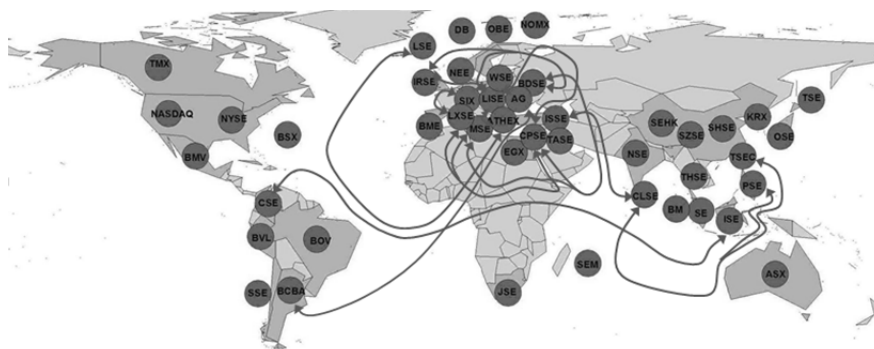 NOMX
DB
OBE
LSE
TMX
NEE
WSE
IRSE
BDSE
SIX
LISE
AG
TSE
NASDAQ
NYSE
LXSE
ATHEX
ISSE
SEHK
KRX
BSX
BME
MSE
CPSE
TASE
SZSE
SHSE
OSE
BMV
EGX
NSE
TSEC
THSE
PSE
CSE
CLSE
BM
SE
ISE
BVL
BOV
SEM
ASX
SSE
BCBA
JSE